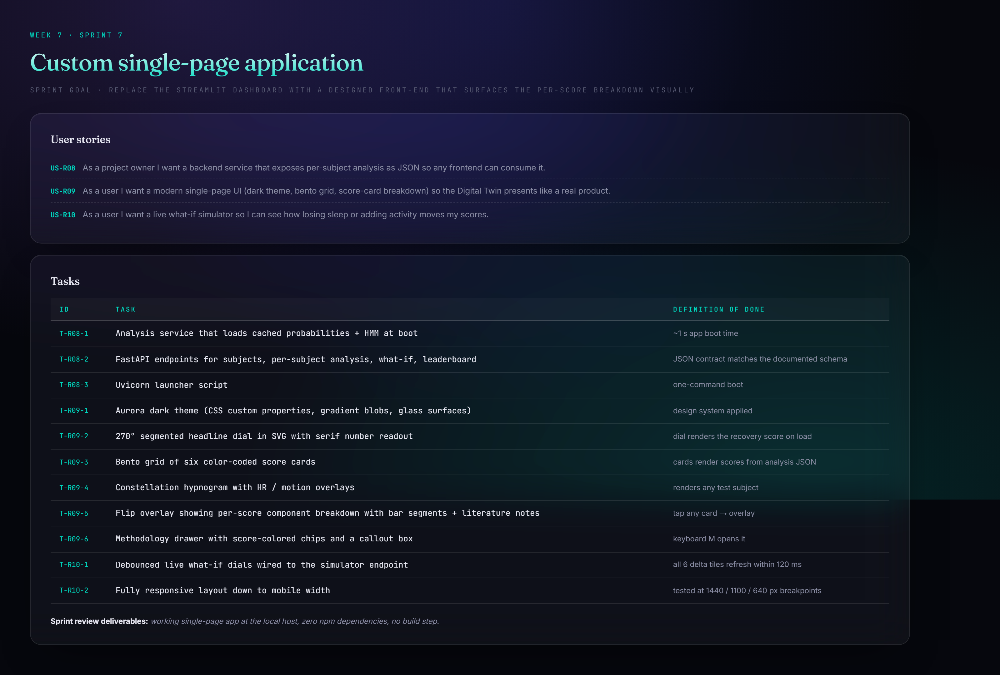 WEEK 7 · SPRINT 7
Custom single-page application
SPRINT GOAL · REPLACE THE STREAMLIT DASHBOARD WITH A DESIGNED FRONT-END THAT SURFACES THE PER-SCORE BREAKDOWN VISUALLY
User stories
US-R08 As a project owner I want a backend service that exposes per-subject analysis as JSON so any frontend can consume it.
US-R09 As a user I want a modern single-page UI (dark theme, bento grid, score-card breakdown) so the Digital Twin presents like a real product.
US-R10 As a user I want a live what-if simulator so I can see how losing sleep or adding activity moves my scores.
Tasks
ID TASK DEFINITION OF DONE
T-R08-1 Analysis service that loads cached probabilities + HMM at boot ~1 s app boot time
T-R08-2 FastAPI endpoints for subjects, per-subject analysis, what-if, leaderboard JSON contract matches the documented schema
T-R08-3 Uvicorn launcher script one-command boot
T-R09-1 Aurora dark theme (CSS custom properties, gradient blobs, glass surfaces) design system applied
T-R09-2 270° segmented headline dial in SVG with serif number readout dial renders the recovery score on load
T-R09-3 Bento grid of six color-coded score cards cards render scores from analysis JSON
T-R09-4 Constellation hypnogram with HR / motion overlays renders any test subject
T-R09-5 Flip overlay showing per-score component breakdown with bar segments + literature notes tap any card → overlay
T-R09-6 Methodology drawer with score-colored chips and a callout box keyboard M opens it
T-R10-1 Debounced live what-if dials wired to the simulator endpoint all 6 delta tiles refresh within 120 ms
T-R10-2 Fully responsive layout down to mobile width tested at 1440 / 1100 / 640 px breakpoints
Sprint review deliverables: working single-page app at the local host, zero npm dependencies, no build step.